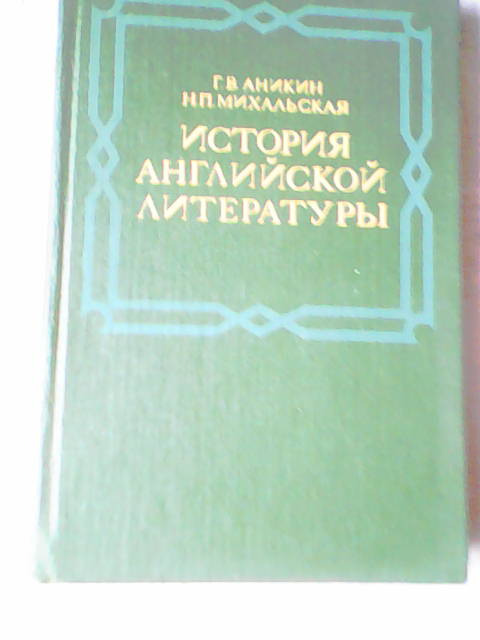 Г.В. АНИКИН
Н.П. МИХАЛЬСКАЯ
ИСТОРИЯ
АНГЛИЙСКОЙ
ЛИТЕРАТУРЫ